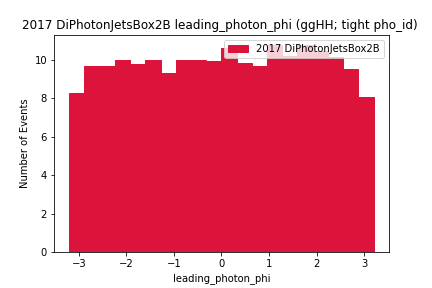 2017 DiPhotonJetsBox2B leading_photon_phi (ggHH; tight pho_id)
2017 DiPhotonJetsBox2B
Number of Events
10
8
6
4
2
0
−3 −2 −1 0 1 2 3
leading_photon_phi